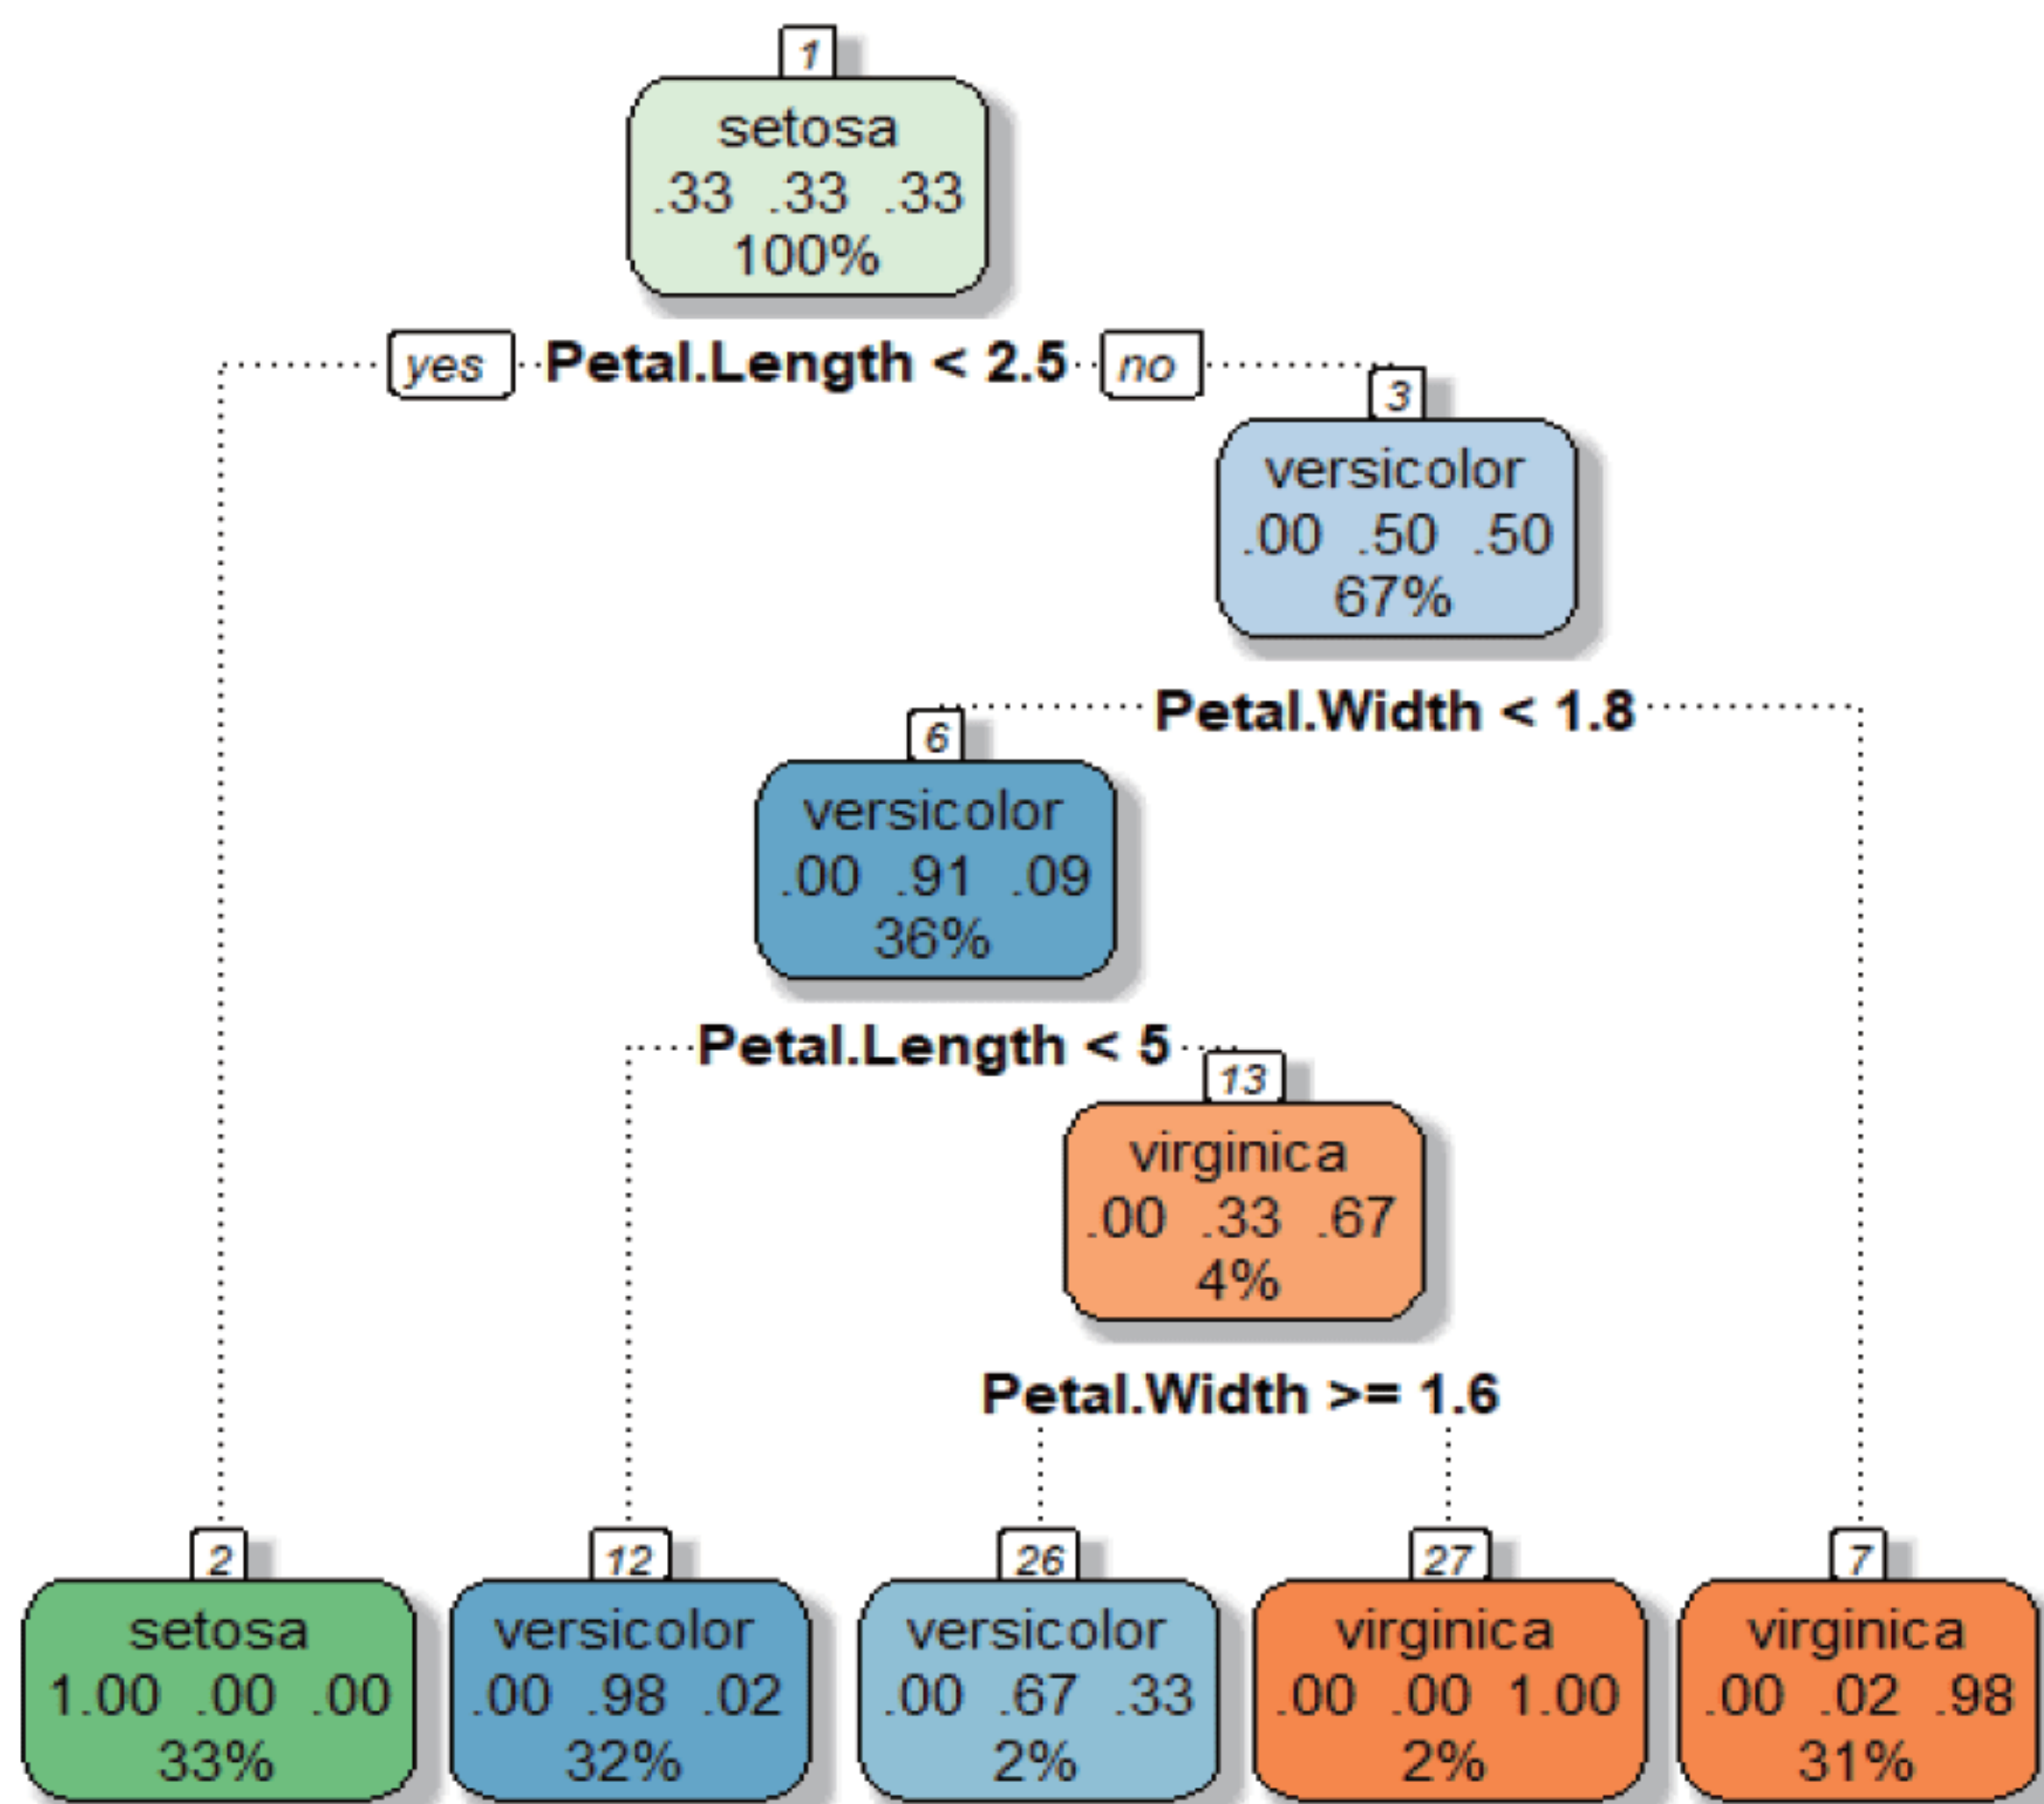 1
setosa
.33 .33 .33
100%
yes Petal.Length < 2.5 no
3
versicolor
.00 .50 .50
67%
Petal.Width < 1.8
6
versicolor
.00 .91 .09
36%
Petal.Length < 5
13
virginica
.00 .33 .67
4%
Petal.Width >= 1.6
2
setosa
1.00 .00 .00
33%
12
versicolor
.00 .98 .02
32%
26
versicolor
.00 .67 .33
2%
27
virginica
.00 .00 1.00
2%
7
virginica
.00 .02 .98
31%